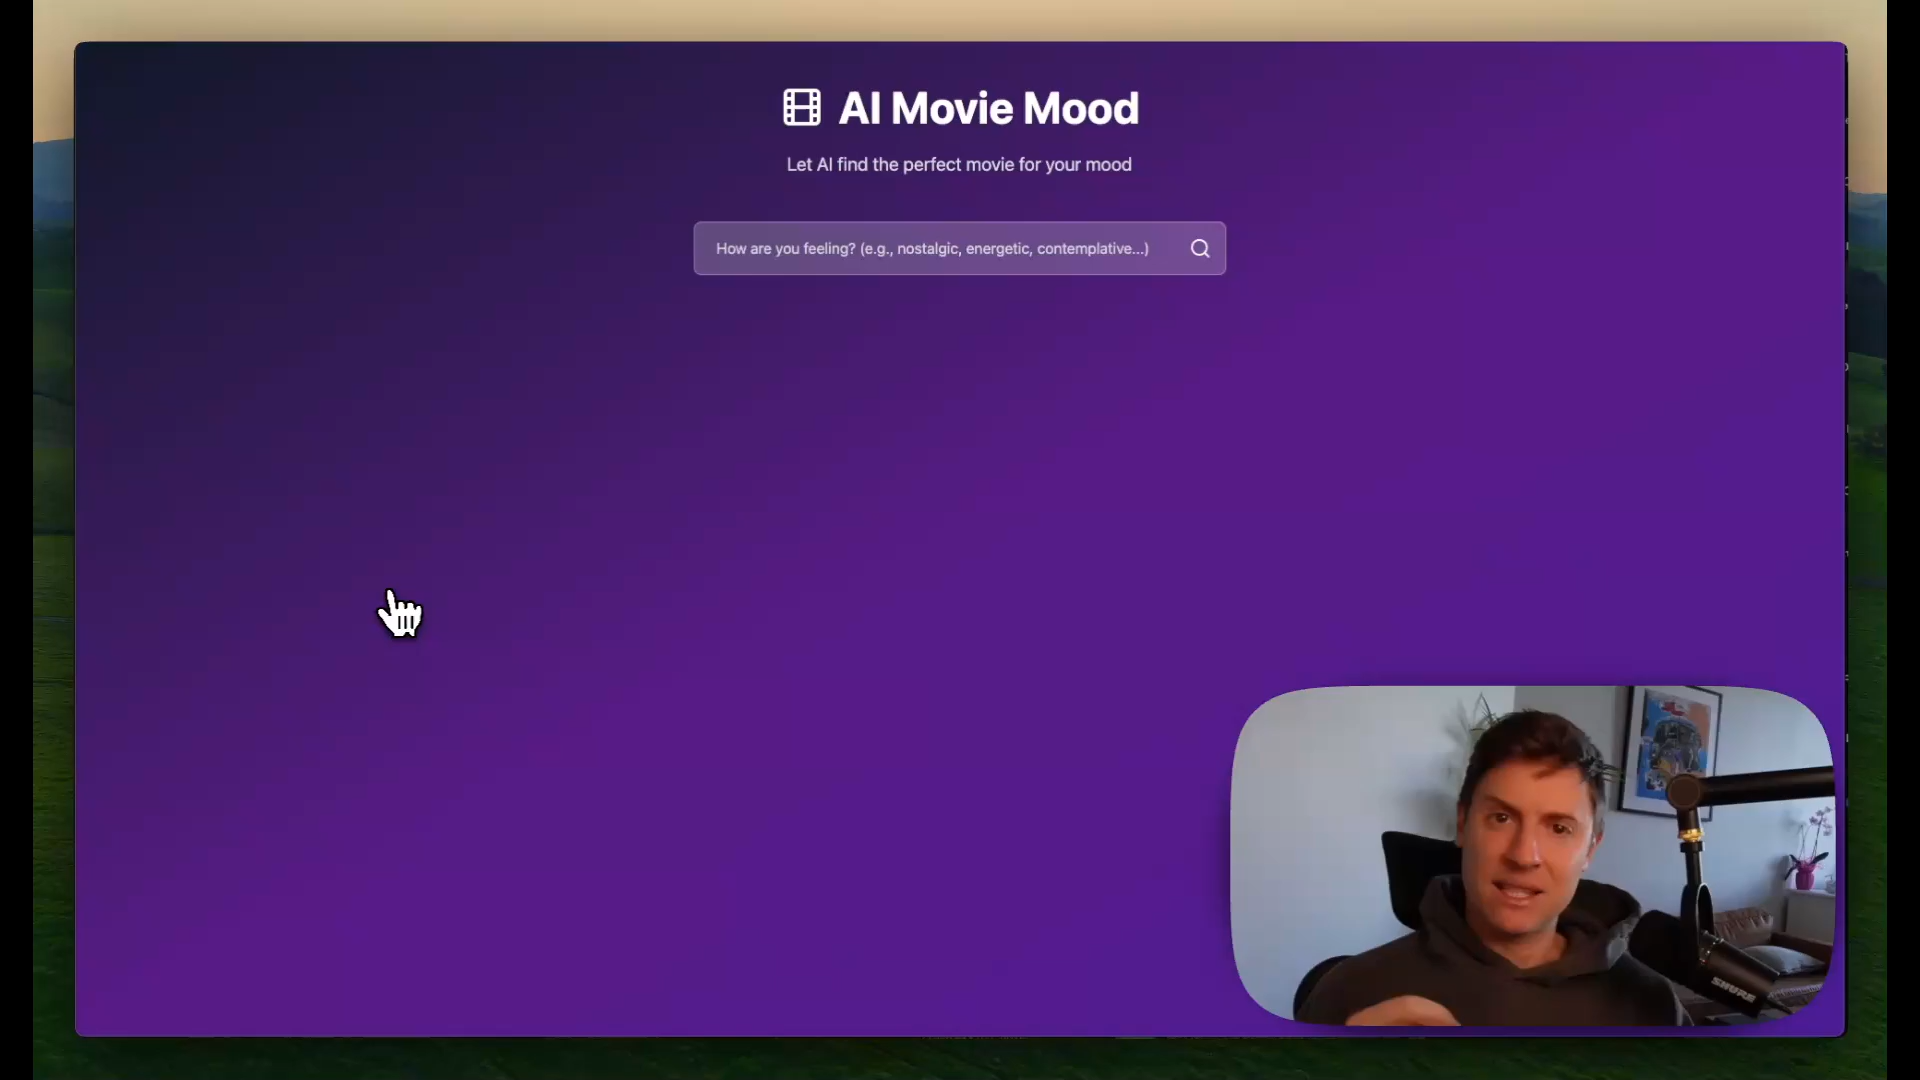 AI Movie Mood
Let AI find the perfect movie for your mood
How are you feeling? (e.g., nostalgic, energetic, contemplative...)
SHURE